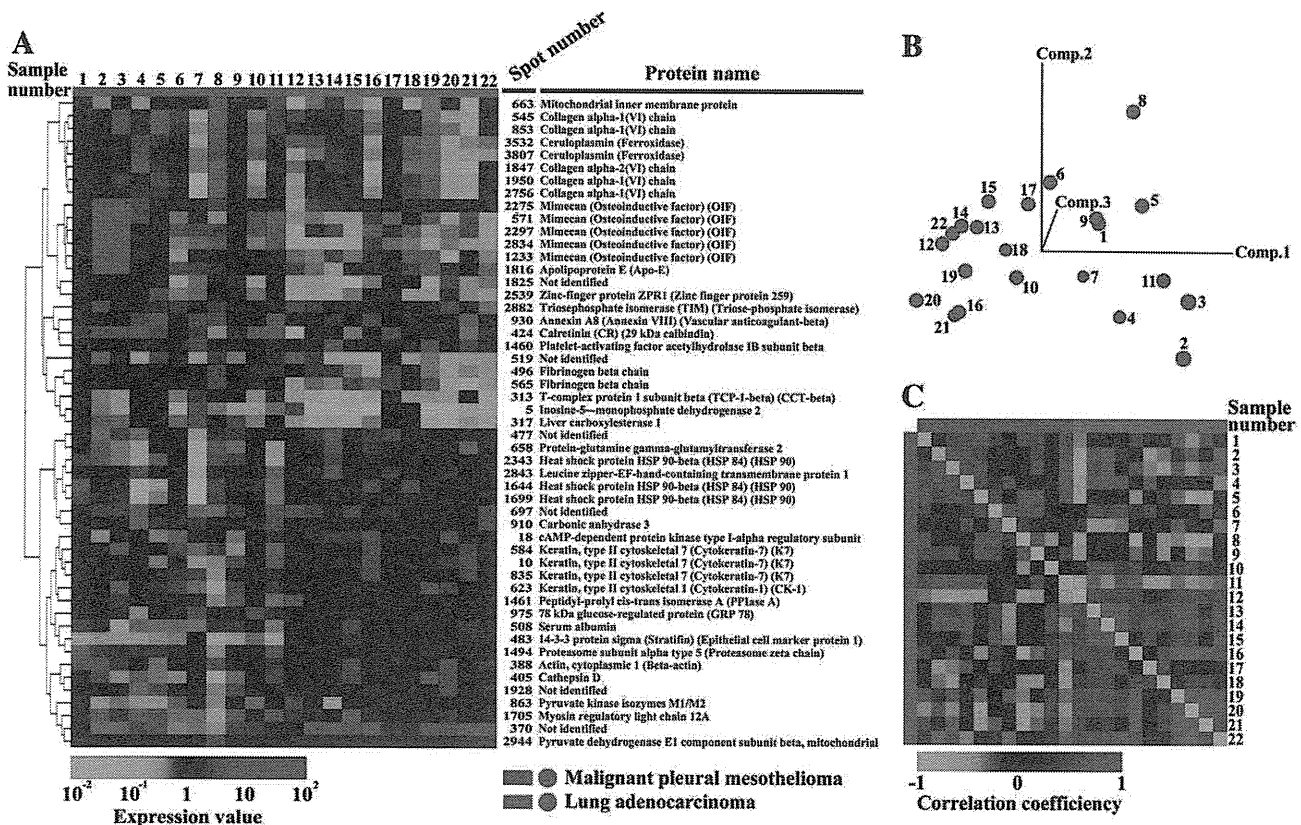 A
Sample number
1 2 3 4 5 6 7 8 9 10 11 12 13 14 15 16 17 18 19 20 21 22
Spot number
Protein name
663 Mitochondrial inner membrane protein
545 Collagen alpha-1(VI) chain
853 Collagen alpha-1(VI) chain
3532 Ceruloplasmin (Ferroxidase)
3807 Ceruloplasmin (Ferroxidase)
1847 Collagen alpha-2(VI) chain
1950 Collagen alpha-1(VI) chain
2756 Collagen alpha-1(VI) chain
2275 Mimecan (Osteoinductive factor) (OIF)
571 Mimecan (Osteoinductive factor) (OIF)
2297 Mimecan (Osteoinductive factor) (OIF)
2834 Mimecan (Osteoinductive factor) (OIF)
1233 Mimecan (Osteoinductive factor) (OIF)
1816 Apolipoprotein E (Apo-E)
1825 Not identified
2539 Zinc-finger protein ZPR1 (Zinc finger protein 259)
2882 Triosephosphate isomerase (TIM) (Triose-phosphate isomerase)
930 Annexin A8 (Annexin VIII) (Vascular anticoagulant-beta)
424 Calretinin (CR) (29 kDa calbindin)
1460 Platelet-activating factor acetylhydrolase IB subunit beta
519 Not identified
496 Fibrinogen beta chain
565 Fibrinogen beta chain
313 T-complex protein 1 subunit beta (TCP-1-beta) (CCT-beta)
5 Inosine-5—monophosphate dehydrogenase 2
317 Liver carboxylesterase 1
477 Not identified
658 Protein-glutamine gamma-glutamyltransferase 2
2343 Heat shock protein HSP 90-beta (HSP 84) (HSP 90)
2843 Leucine zipper-EF-hand-containing transmembrane protein 1
1644 Heat shock protein HSP 90-beta (HSP 84) (HSP 90)
1699 Heat shock protein HSP 90-beta (HSP 84) (HSP 90)
697 Not identified
910 Carbonic anhydrase 3
18 cAMP-dependent protein kinase type I-alpha regulatory subunit
584 Keratin, type II cytoskeletal 7 (Cytokeratin-7) (K7)
10 Keratin, type II cytoskeletal 7 (Cytokeratin-7) (K7)
835 Keratin, type II cytoskeletal 7 (Cytokeratin-7) (K7)
623 Keratin, type II cytoskeletal 1 (Cytokeratin-1) (CK-1)
1461 Peptidyl-prolyl cis-trans isomerase A (PPIase A)
975 78 kDa glucose-regulated protein (GRP 78)
508 Serum albumin
483 14-3-3 protein sigma (Stratifin) (Epithelial cell marker protein 1)
1494 Proteasome subunit alpha type 5 (Proteasome zeta chain)
388 Actin, cytoplasmic 1 (Beta-actin)
405 Cathepsin D
1928 Not identified
863 Pyruvate kinase isozymes M1/M2
1705 Myosin regulatory light chain 12A
370 Not identified
2944 Pyruvate dehydrogenase E1 component subunit beta, mitochondrial
10-2 10-1 1 10 102
Expression value
Malignant pleural mesothelioma
Lung adenocarcinoma
B
Comp.2
8
6
15 17 5
Comp.3
22 14 13 9 1
12 18 Comp.1
19 10 7 11
20 16 4 3
21
2
C
Sample number
1
2
3
4
5
6
7
8
9
10
11
12
13
14
15
16
17
18
19
20
21
22
-1 0 1
Correlation coefficiency